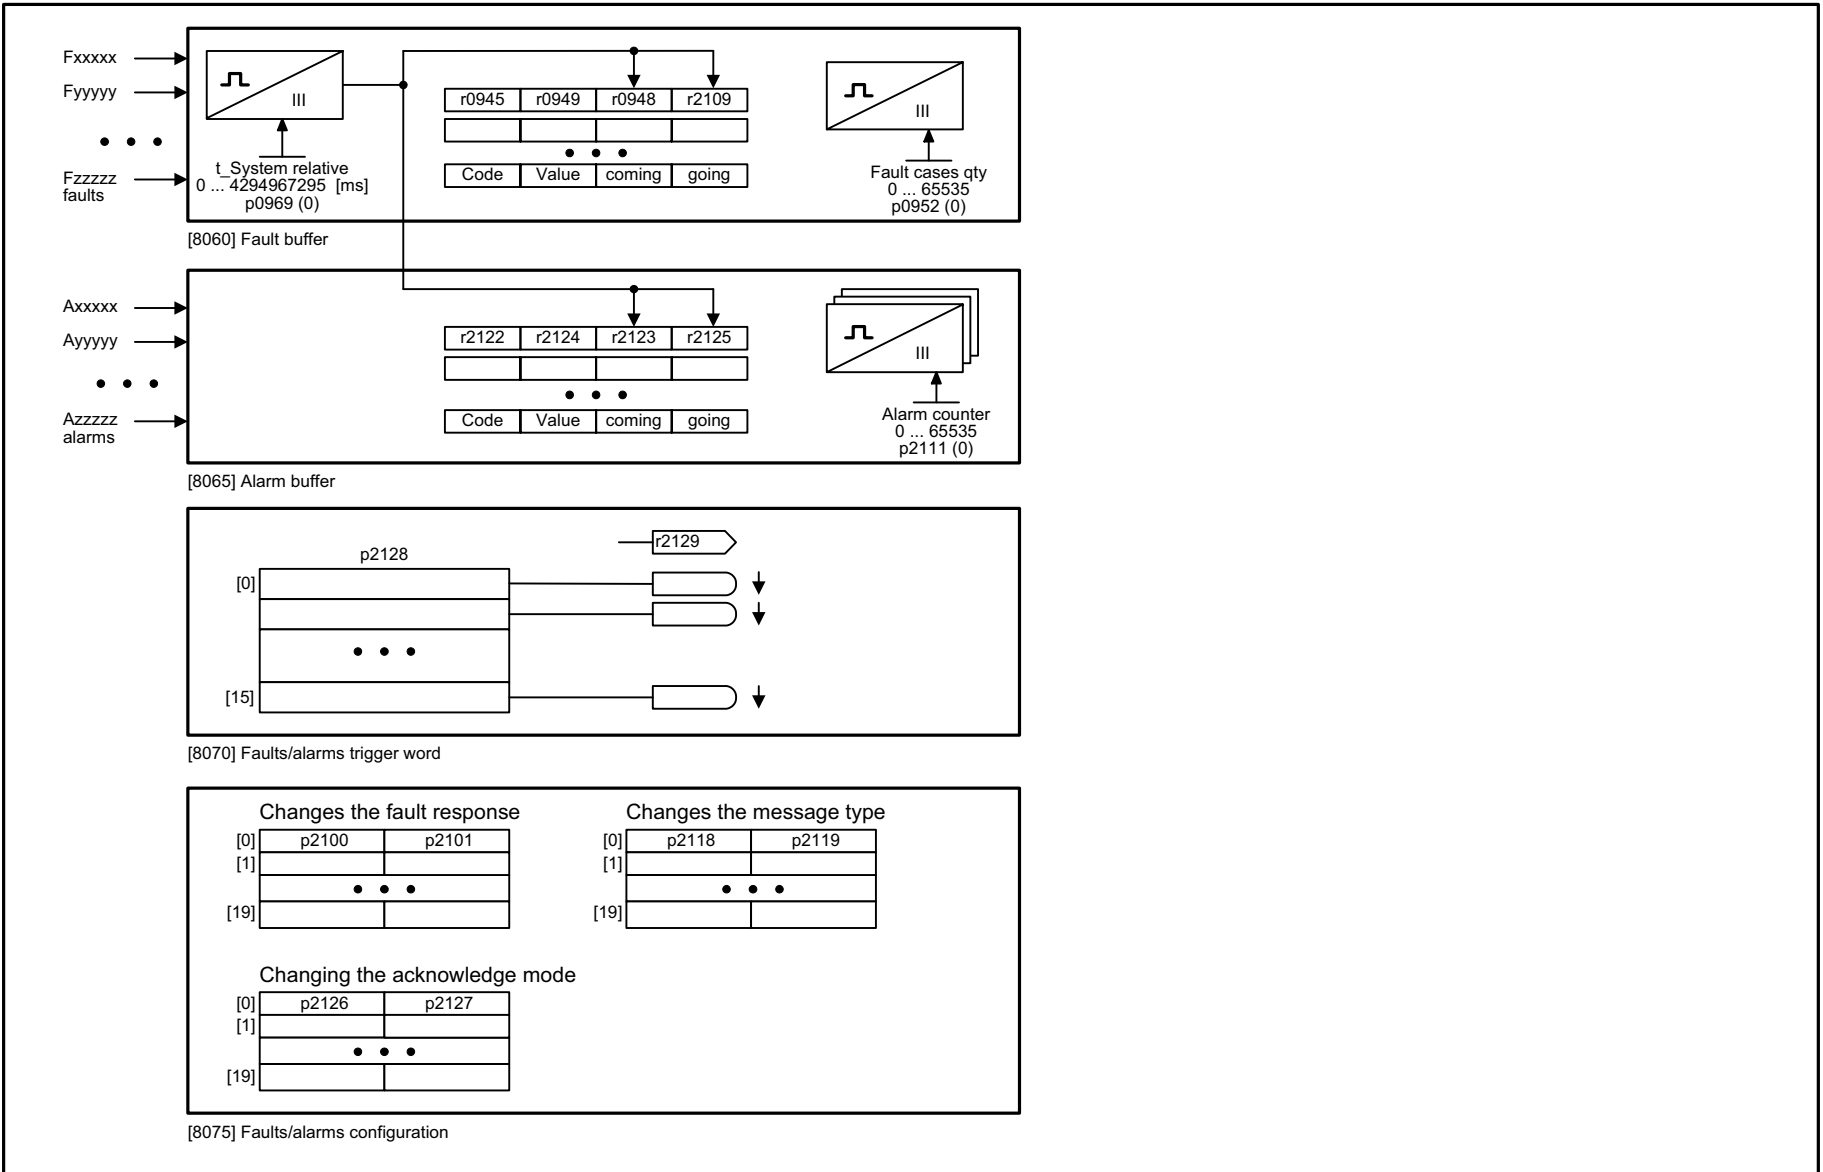 Fxxxxx
Fyyyyy
Fzzzzz
faults
III
t_System relative
0 ... 4294967295 [ms]
p0969 (0)
r0945 r0949 r0948 r2109
Code Value coming going
III
Fault cases qty
0 ... 65535
p0952 (0)
[8060] Fault buffer
Axxxxx
Ayyyyy
Azzzzz
alarms
r2122 r2124 r2123 r2125
Code Value coming going
III
Alarm counter
0 ... 65535
p2111 (0)
[8065] Alarm buffer
r2129
p2128
[0]
[15]
[8070] Faults/alarms trigger word
Changes the fault response
[0] p2100 p2101
[1]
[19]
Changes the message type
[0] p2118 p2119
[1]
[19]
Changing the acknowledge mode
[0] p2126 p2127
[1]
[19]
[8075] Faults/alarms configuration